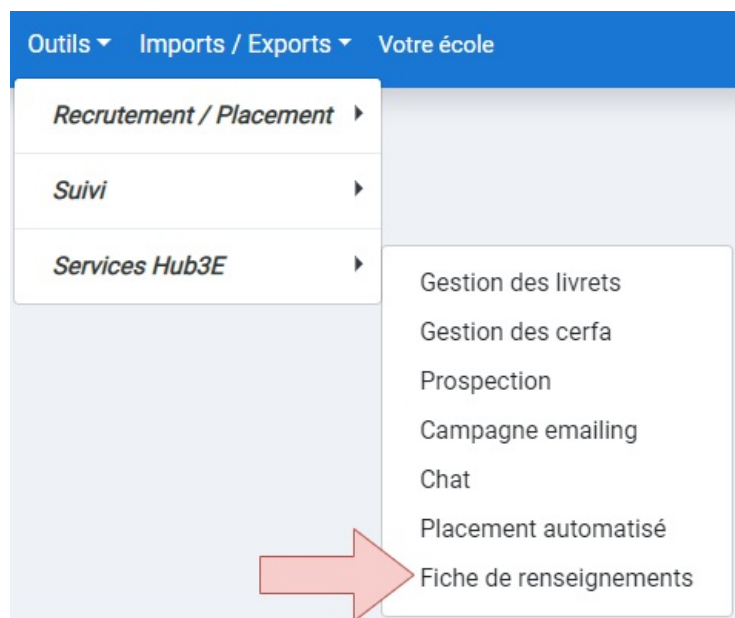 Outils Imports / Exports Votre école
Recrutement / Placement
Suivi
Services Hub3E
Gestion des livrets
Gestion des cerfa
Prospection
Campagne emailing
Chat
Placement automatisé
Fiche de renseignements